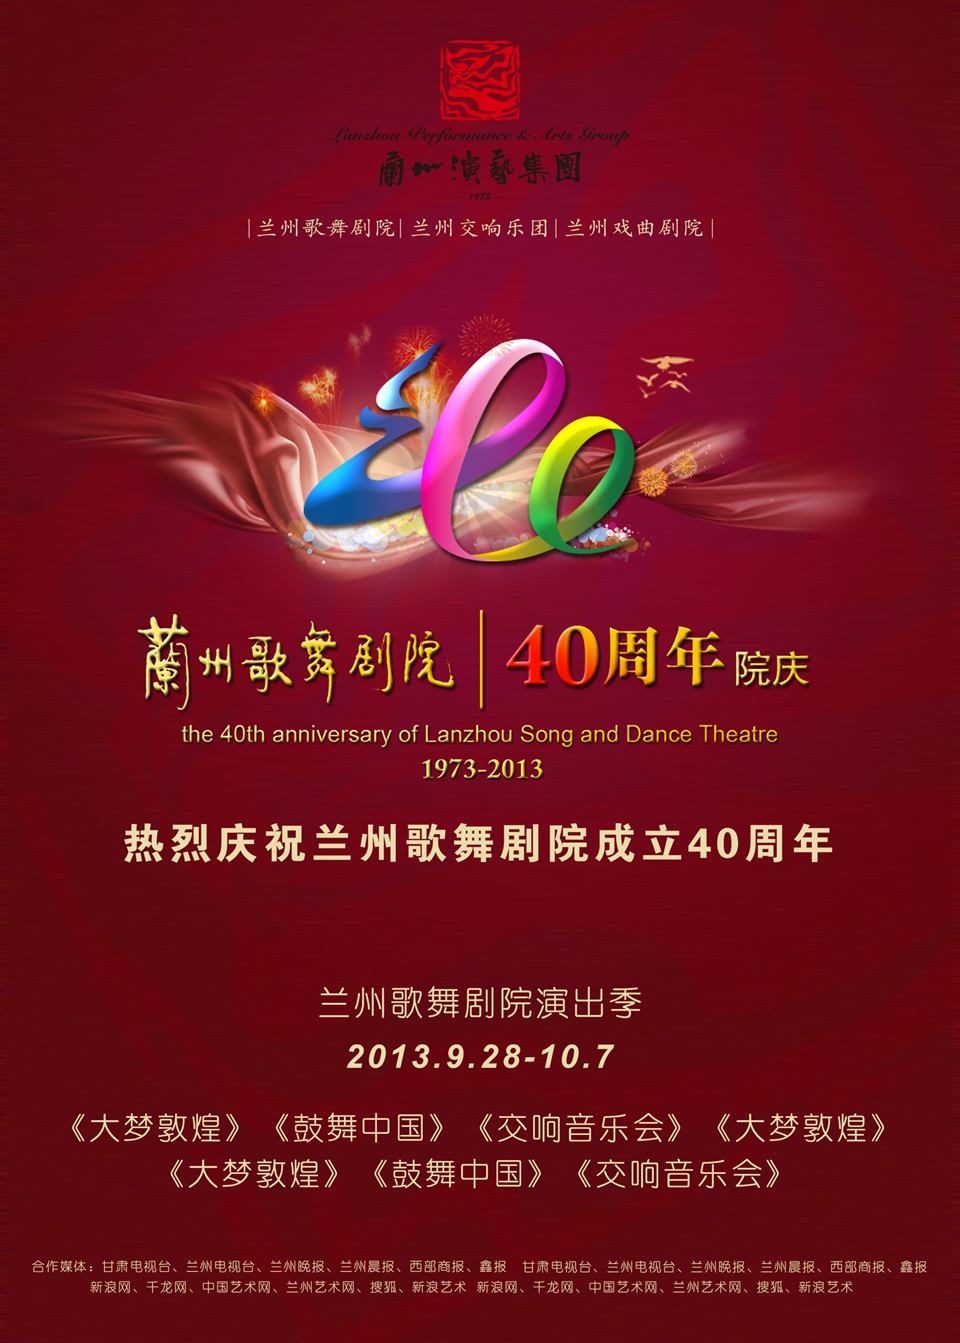 Lanzhou Performance & Arts Group
蘭州演藝集團
1973
|兰州歌舞剧院|兰州交响乐团|兰州戏曲剧院|
蘭州歌舞剧院|40周年院庆
the 40th anniversary of Lanzhou Song and Dance Theatre
1973-2013
热烈庆祝兰州歌舞剧院成立40周年
兰州歌舞剧院演出季
2013.9.28-10.7
《大梦敦煌》《鼓舞中国》《交响音乐会》《大梦敦煌》
《大梦敦煌》《鼓舞中国》《交响音乐会》
合作媒体：甘肃电视台、兰州电视台、兰州晚报、兰州晨报、西部商报、鑫报 甘肃电视台、兰州电视台、兰州晚报、兰州晨报、西部商报、鑫报
新浪网、千龙网、中国艺术网、兰州艺术网、搜狐、新浪艺术 新浪网、千龙网、中国艺术网、兰州艺术网、搜狐、新浪艺术